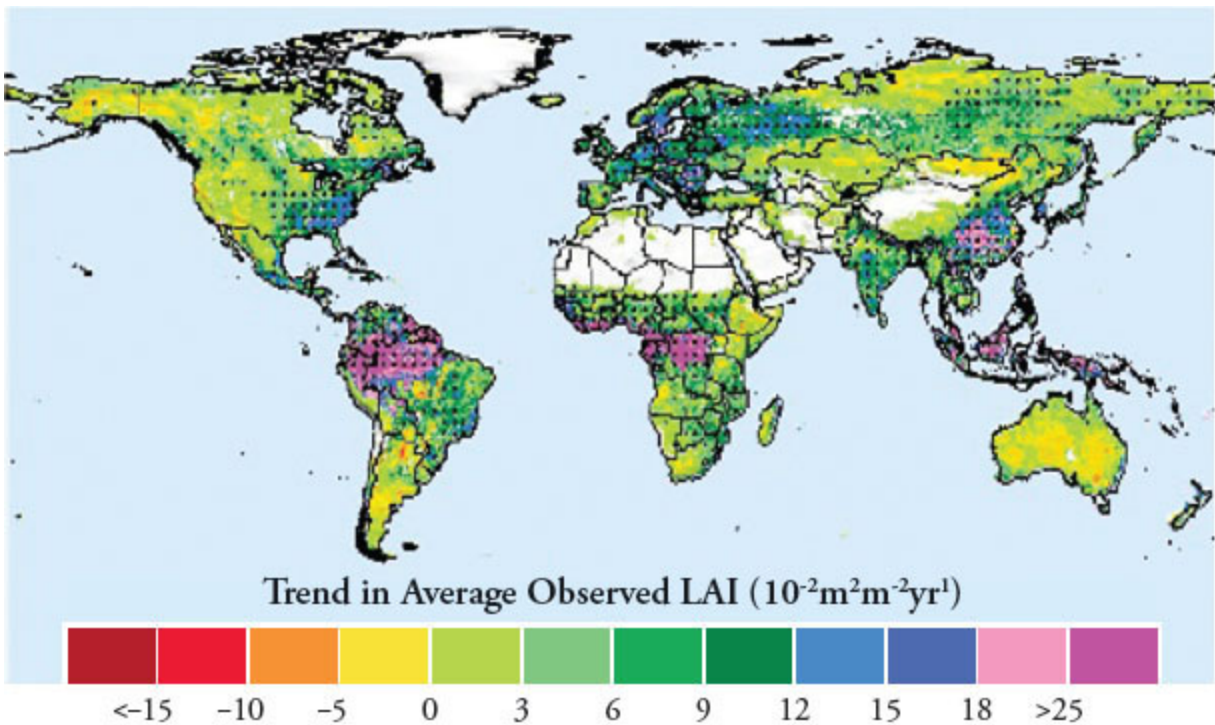 Trend in Average Observed LAI (10⁻²m²m⁻²yr¹)
<–15 –10 –5 0 3 6 9 12 15 18 >25